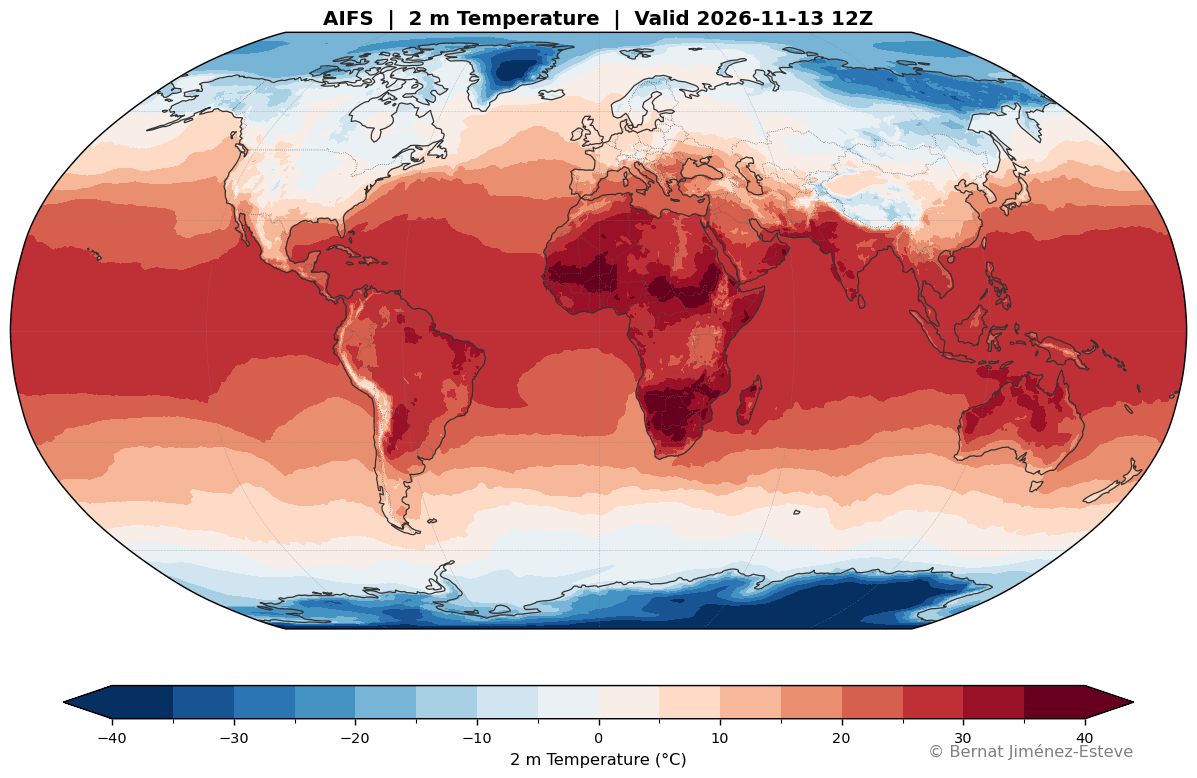 AIFS | 2 m Temperature | Valid 2026-11-13 12Z
−40 −30 −20 −10 0 10 20 30 40
2 m Temperature (°C)
© Bernat Jiménez-Esteve